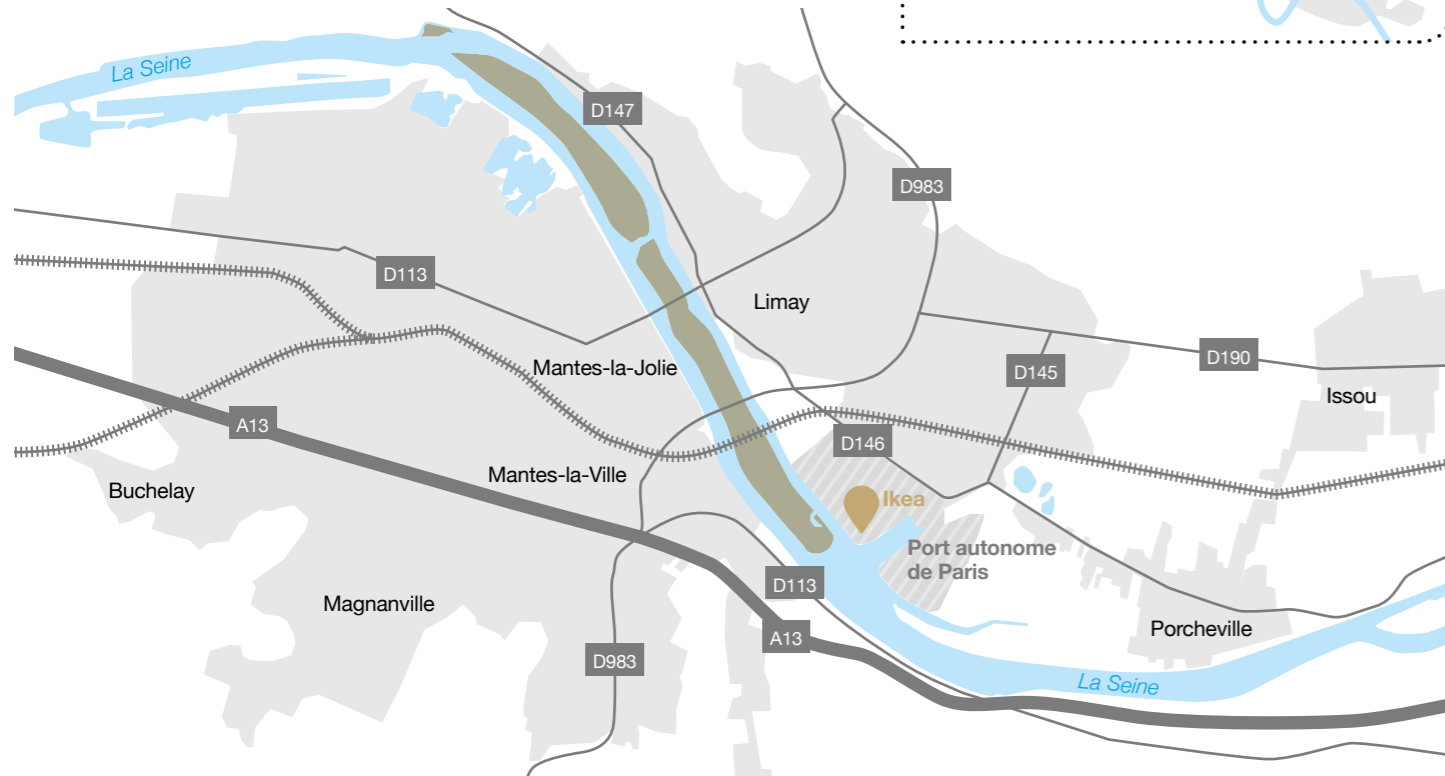 La Seine
D147
D983
D113
Limay
D190
Mantes-la-Jolie
D145
Issou
A13
D146
Mantes-la-Ville
Buchelay
Ikea
Port autonome
de Paris
D113
Magnanville
Porcheville
A13
D983
La Seine